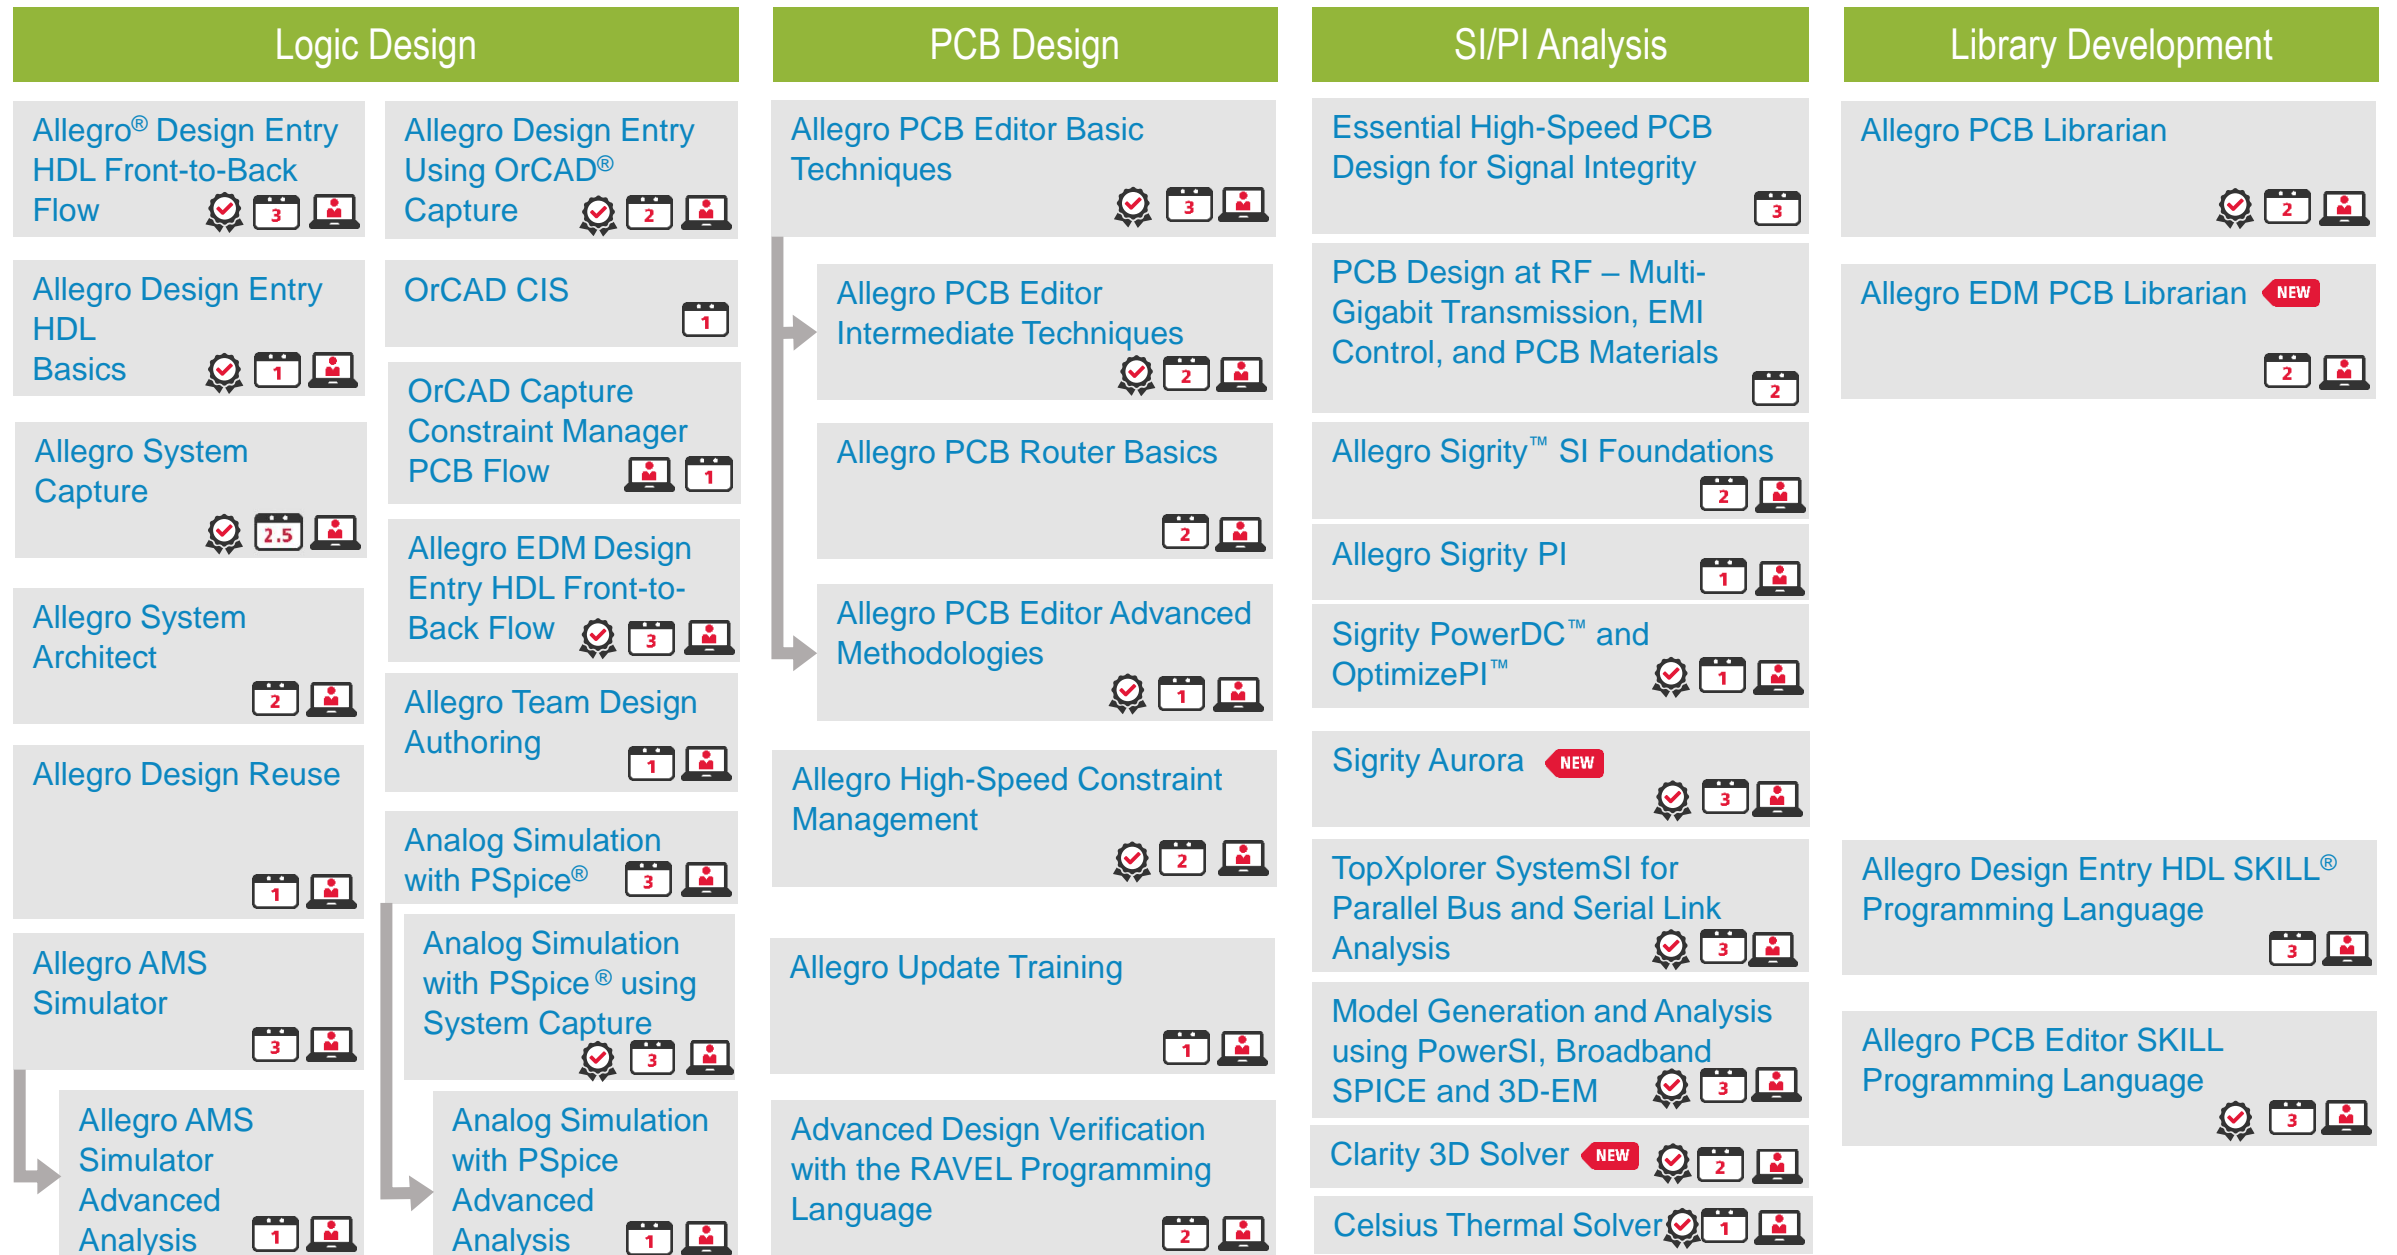 Logic Design
Allegro® Design Entry
HDL Front-to-Back
Flow
3
Allegro Design Entry
HDL
Basics
1
Allegro System
Capture
2.5
Allegro System
Architect
2
Allegro Design Reuse
1
Allegro AMS
Simulator
3
Allegro AMS
Simulator
Advanced
Analysis
1
Allegro Design Entry
Using OrCAD®
Capture
2
OrCAD CIS
1
OrCAD Capture
Constraint Manager
PCB Flow
1
Allegro EDM Design
Entry HDL Front-to-
Back Flow
3
Allegro Team Design
Authoring
1
Analog Simulation
with PSpice®
3
Analog Simulation
with PSpice ® using
System Capture
3
Analog Simulation
with PSpice
Advanced
Analysis
1
PCB Design
Allegro PCB Editor Basic
Techniques
3
Allegro PCB Editor
Intermediate Techniques
2
Allegro PCB Router Basics
2
Allegro PCB Editor Advanced
Methodologies
1
Allegro High-Speed Constraint
Management
2
Allegro Update Training
1
Advanced Design Verification
with the RAVEL Programming
Language
2
SI/PI Analysis
Essential High-Speed PCB
Design for Signal Integrity
3
PCB Design at RF – Multi-
Gigabit Transmission, EMI
Control, and PCB Materials
2
Allegro Sigrity™ SI Foundations
2
Allegro Sigrity PI
1
Sigrity PowerDC™ and
OptimizePI™
1
Sigrity Aurora NEW
3
TopXplorer SystemSI for
Parallel Bus and Serial Link
Analysis
3
Model Generation and Analysis
using PowerSI, Broadband
SPICE and 3D-EM
3
Clarity 3D Solver NEW
2
Celsius Thermal Solver
1
Library Development
Allegro PCB Librarian
2
Allegro EDM PCB Librarian NEW
2
Allegro Design Entry HDL SKILL®
Programming Language
3
Allegro PCB Editor SKILL
Programming Language
3